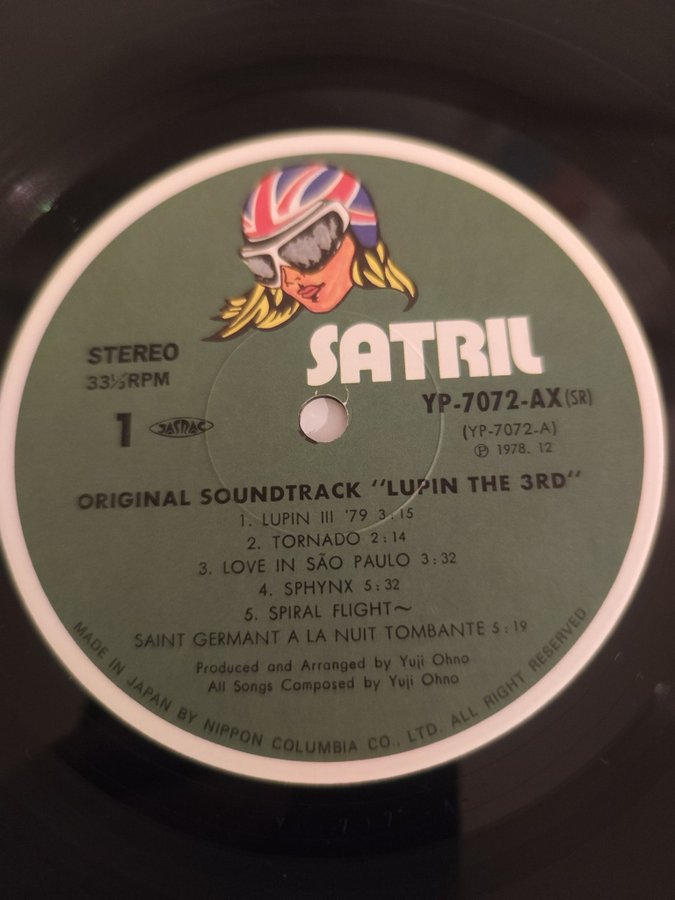 SATRIL
STEREO
33⅓RPM
1 JASRAC
YP-7072-AX(SR)
(YP-7072-A)
℗ 1978. 12
ORIGINAL SOUNDTRACK "LUPIN THE 3RD"
1. LUPIN III '79 3:15
2. TORNADO 2:14
3. LOVE IN SÃO PAULO 3:32
4. SPHYNX 5:32
5. SPIRAL FLIGHT~
SAINT GERMANT A LA NUIT TOMBANTE 5:19
Produced and Arranged by Yuji Ohno
All Songs Composed by Yuji Ohno
MADE IN JAPAN BY NIPPON COLUMBIA CO., LTD. ALL RIGHT RESERVED